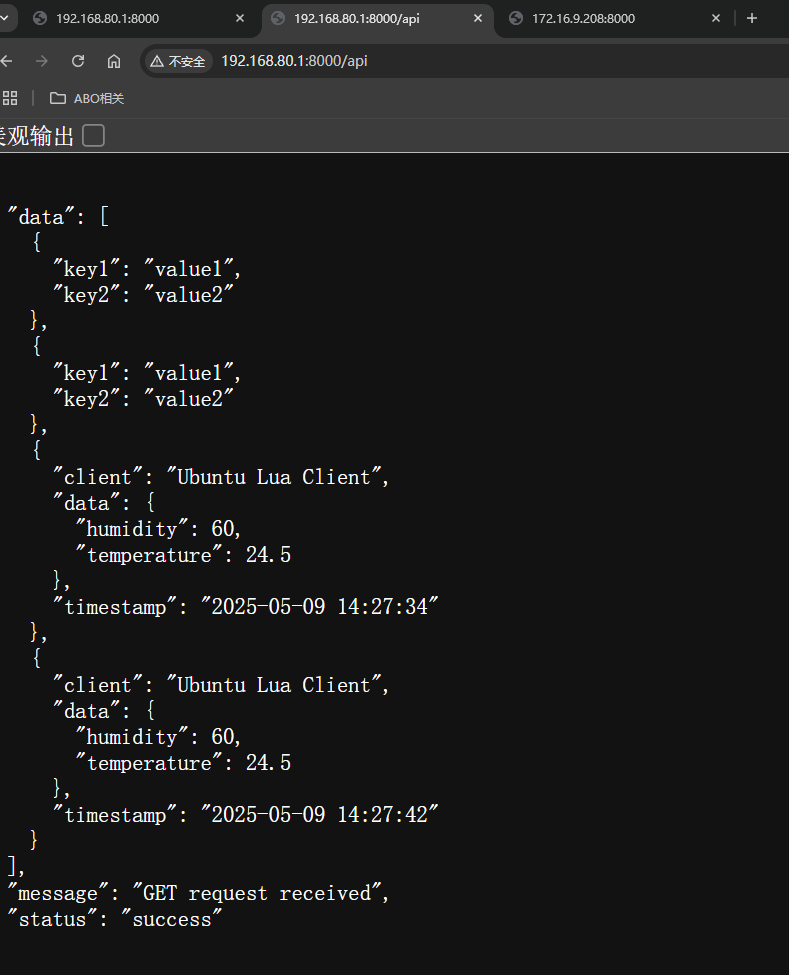 192.168.80.1:8000
192.168.80.1:8000/api
172.16.9.208:8000
不安全 192.168.80.1:8000/api
ABO相关
观输出
"data": [
{
"key1": "value1",
"key2": "value2"
},
{
"key1": "value1",
"key2": "value2"
},
{
"client": "Ubuntu Lua Client",
"data": {
"humidity": 60,
"temperature": 24.5
},
"timestamp": "2025-05-09 14:27:34"
},
{
"client": "Ubuntu Lua Client",
"data": {
"humidity": 60,
"temperature": 24.5
},
"timestamp": "2025-05-09 14:27:42"
}
],
"message": "GET request received",
"status": "success"